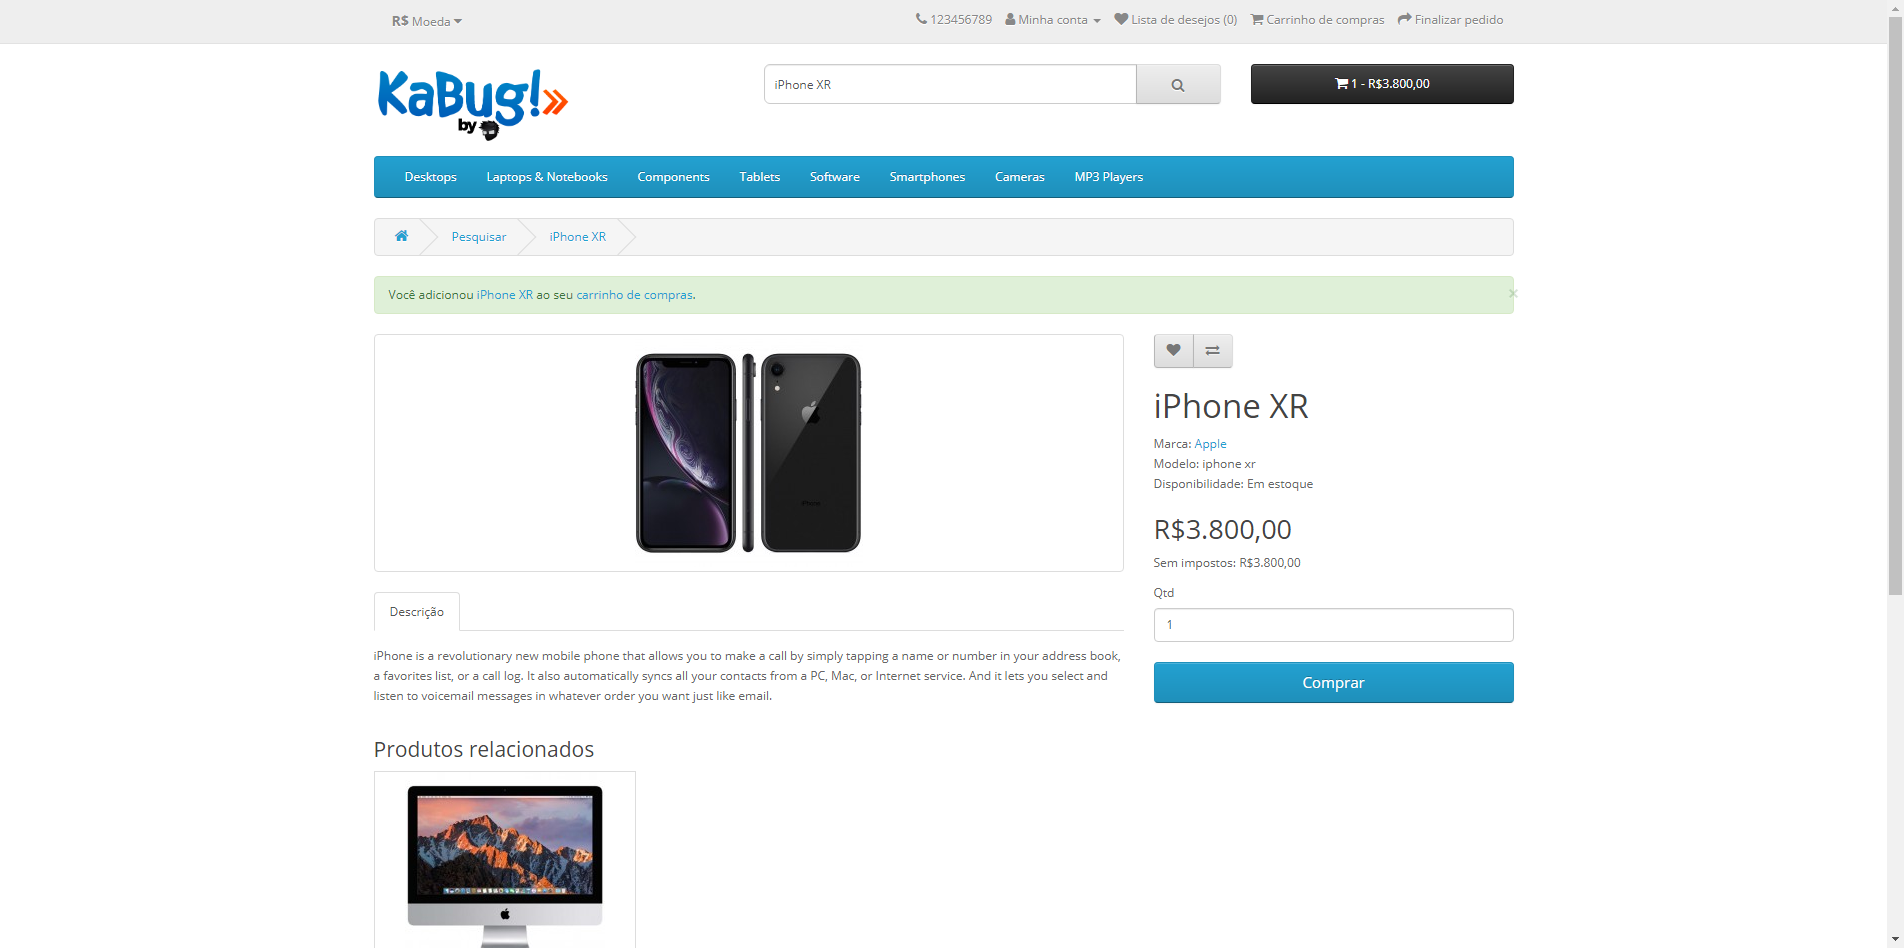 R$ Moeda
123456789 Minha conta Lista de desejos (0) Carrinho de compras Finalizar pedido
KaBug!
by
iPhone XR
1 - R$3.800,00
Desktops Laptops & Notebooks Components Tablets Software Smartphones Cameras MP3 Players
Pesquisar iPhone XR
Você adicionou iPhone XR ao seu carrinho de compras.
×
iPhone
iPhone XR
Marca: Apple
Modelo: iphone xr
Disponibilidade: Em estoque
R$3.800,00
Sem impostos: R$3.800,00
Qtd
1
Comprar
Descrição
iPhone is a revolutionary new mobile phone that allows you to make a call by simply tapping a name or number in your address book,
a favorites list, or a call log. It also automatically syncs all your contacts from a PC, Mac, or Internet service. And it lets you select and
listen to voicemail messages in whatever order you want just like email.
Produtos relacionados